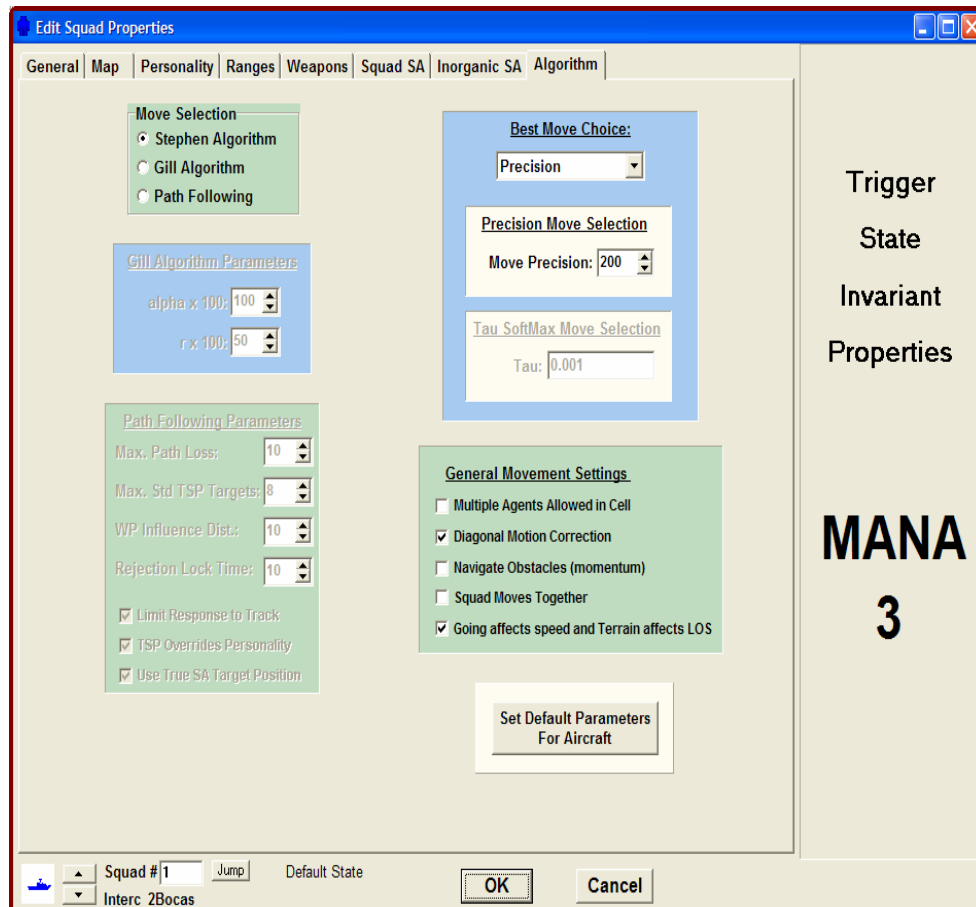 Edit Squad Properties
General Map Personality Ranges Weapons Squad SA Inorganic SA Algorithm
Move Selection
Stephen Algorithm
Gill Algorithm
Path Following
Gill Algorithm Parameters
alpha x 100: 100
r x 100: 50
Path Following Parameters
Max. Path Loss: 10
Max. Std TSP Targets: 8
WP Influence Dist.: 10
Rejection Lock Time: 10
Limit Response to Track
TSP Overrides Personality
Use True SA Target Position
Best Move Choice:
Precision
Precision Move Selection
Move Precision: 200
Tau SoftMax Move Selection
Tau: 0.001
General Movement Settings
Multiple Agents Allowed in Cell
Diagonal Motion Correction
Navigate Obstacles (momentum)
Squad Moves Together
Going affects speed and Terrain affects LOS
Set Default Parameters
For Aircraft
Trigger
State
Invariant
Properties
MANA
3
Squad # 1 Jump Default State
Interc 2Bocas
OK Cancel